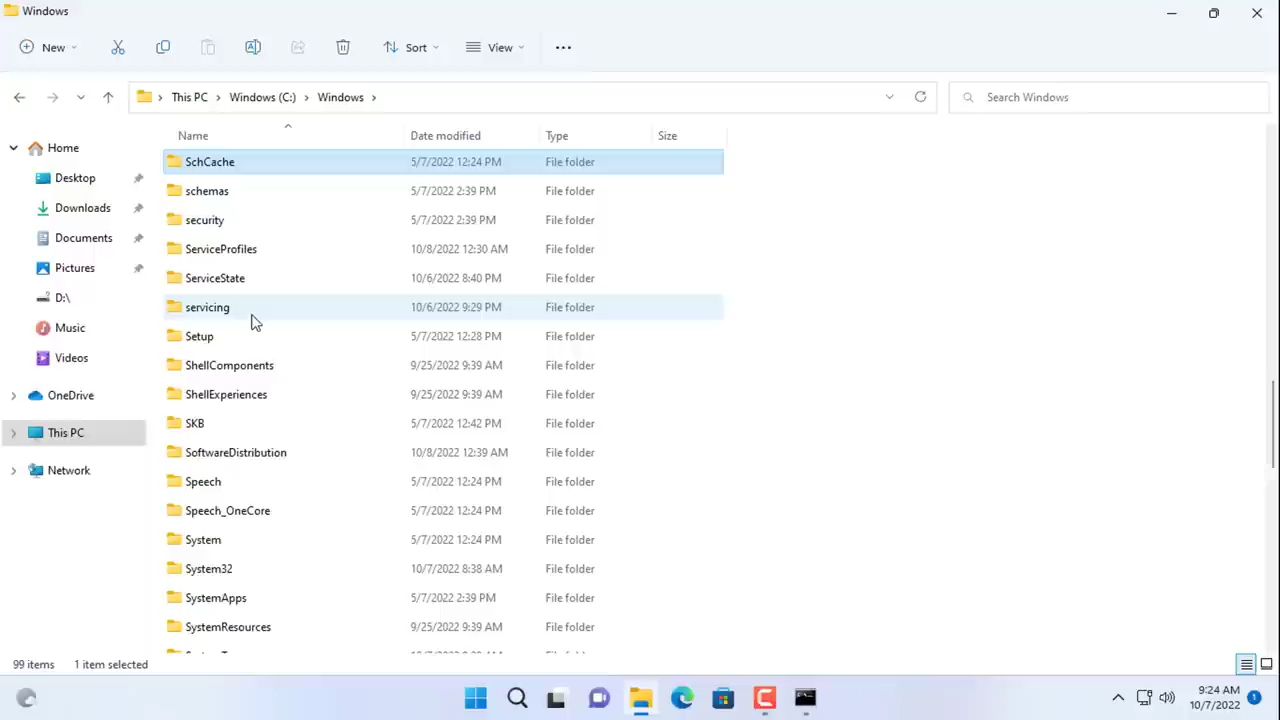 Windows
New
Sort
View
This PC
Windows (C:)
Windows
Search Windows
Home
Desktop
Downloads
Documents
Pictures
D:\
Music
Videos
OneDrive
This PC
Network
Name Date modified Type Size
SchCache 5/7/2022 12:24 PM File folder
schemas 5/7/2022 2:39 PM File folder
security 5/7/2022 2:39 PM File folder
ServiceProfiles 10/8/2022 12:30 AM File folder
ServiceState 10/6/2022 8:40 PM File folder
servicing 10/6/2022 9:29 PM File folder
Setup 5/7/2022 12:28 PM File folder
ShellComponents 9/25/2022 9:39 AM File folder
ShellExperiences 9/25/2022 9:39 AM File folder
SKB 5/7/2022 12:42 PM File folder
SoftwareDistribution 10/8/2022 12:39 AM File folder
Speech 5/7/2022 12:24 PM File folder
Speech_OneCore 5/7/2022 12:24 PM File folder
System 5/7/2022 12:24 PM File folder
System32 10/7/2022 8:38 AM File folder
SystemApps 5/7/2022 2:39 PM File folder
SystemResources 9/25/2022 9:39 AM File folder
99 items 1 item selected
9:24 AM
10/7/2022
1